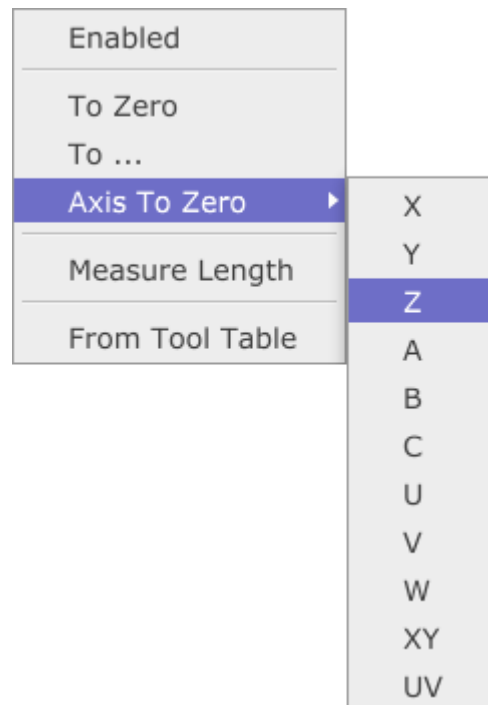 Enabled
To Zero
To ...
Axis To Zero
Measure Length
From Tool Table
X
Y
Z
A
B
C
U
V
W
XY
UV